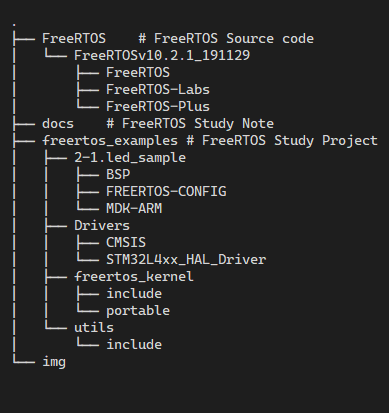 .
├── FreeRTOS    # FreeRTOS Source code
│   └── FreeRTOSv10.2.1_191129
│       ├── FreeRTOS
│       ├── FreeRTOS-Labs
│       └── FreeRTOS-Plus
├── docs    # FreeRTOS Study Note
├── freertos_examples # FreeRTOS Study Project
│   ├── 2-1.led_sample
│   │   ├── BSP
│   │   ├── FREERTOS-CONFIG
│   │   └── MDK-ARM
│   ├── Drivers
│   │   ├── CMSIS
│   │   └── STM32L4xx_HAL_Driver
│   ├── freertos_kernel
│   │   ├── include
│   │   └── portable
│   └── utils
│       └── include
└── img